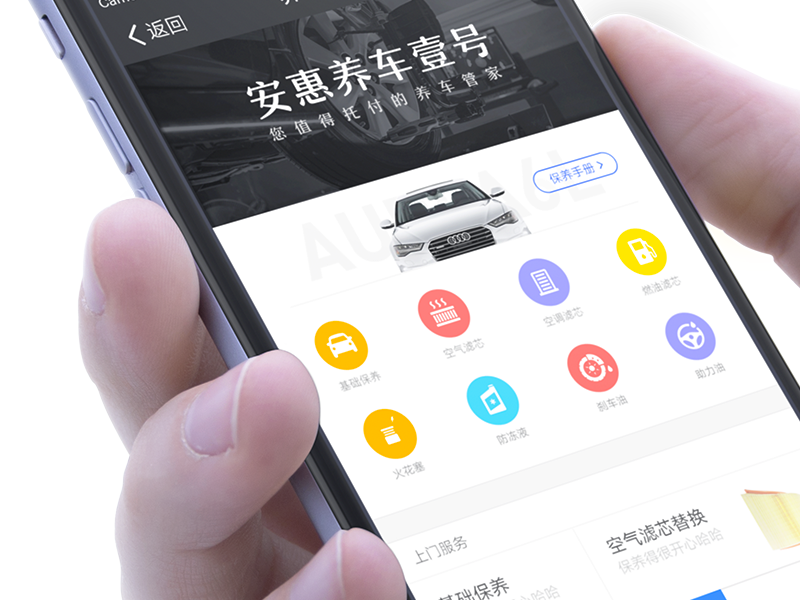 返回
安惠养车壹号
您值得托付的养车管家
保养手册
基础保养
空气滤芯
空调滤芯
燃油滤芯
火花塞
防冻液
刹车油
助力油
上门服务
基础保养
空气滤芯替换
保养得很开心哈哈